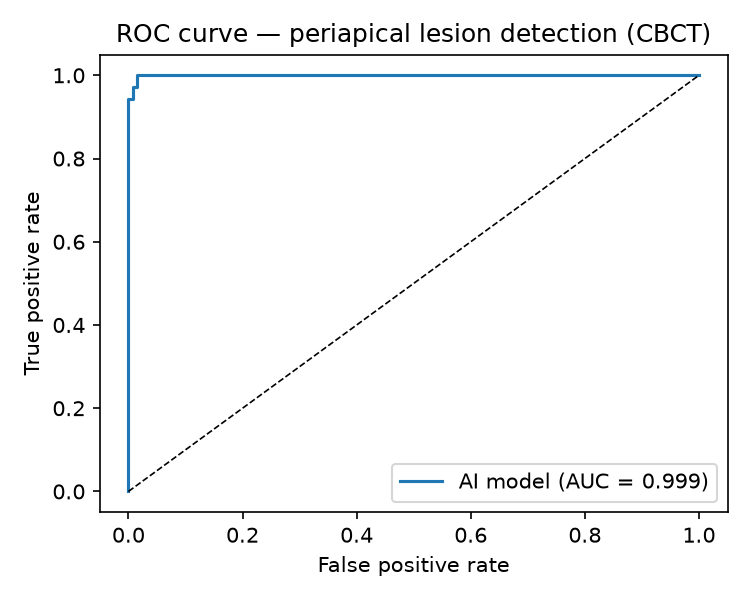 ROC curve — periapical lesion detection (CBCT)
1.0
0.8
0.6
0.4
0.2
0.0
True positive rate
AI model (AUC = 0.999)
0.0 0.2 0.4 0.6 0.8 1.0
False positive rate